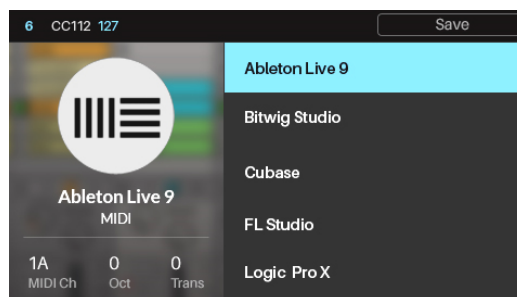 6 CC112 127
Save
Ableton Live 9
MIDI
1A 0 0
MIDI Ch Oct Trans
Ableton Live 9
Bitwig Studio
Cubase
FL Studio
Logic Pro X